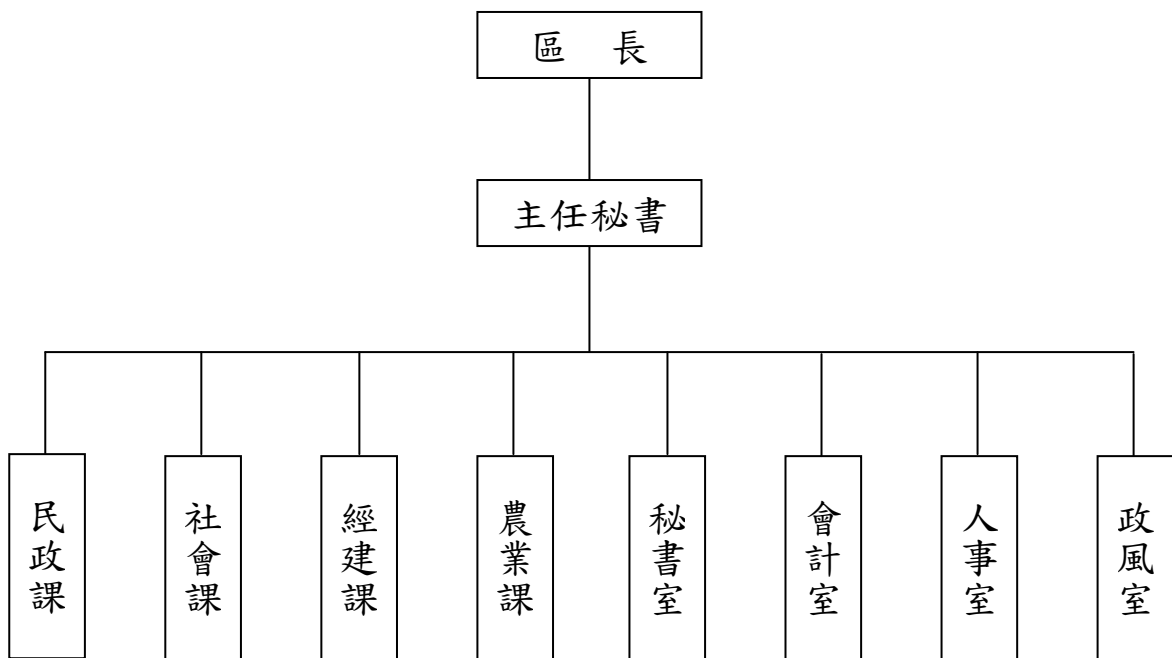 區 長
主任秘書
民政課
社會課
經建課
農業課
秘書室
會計室
人事室
政風室